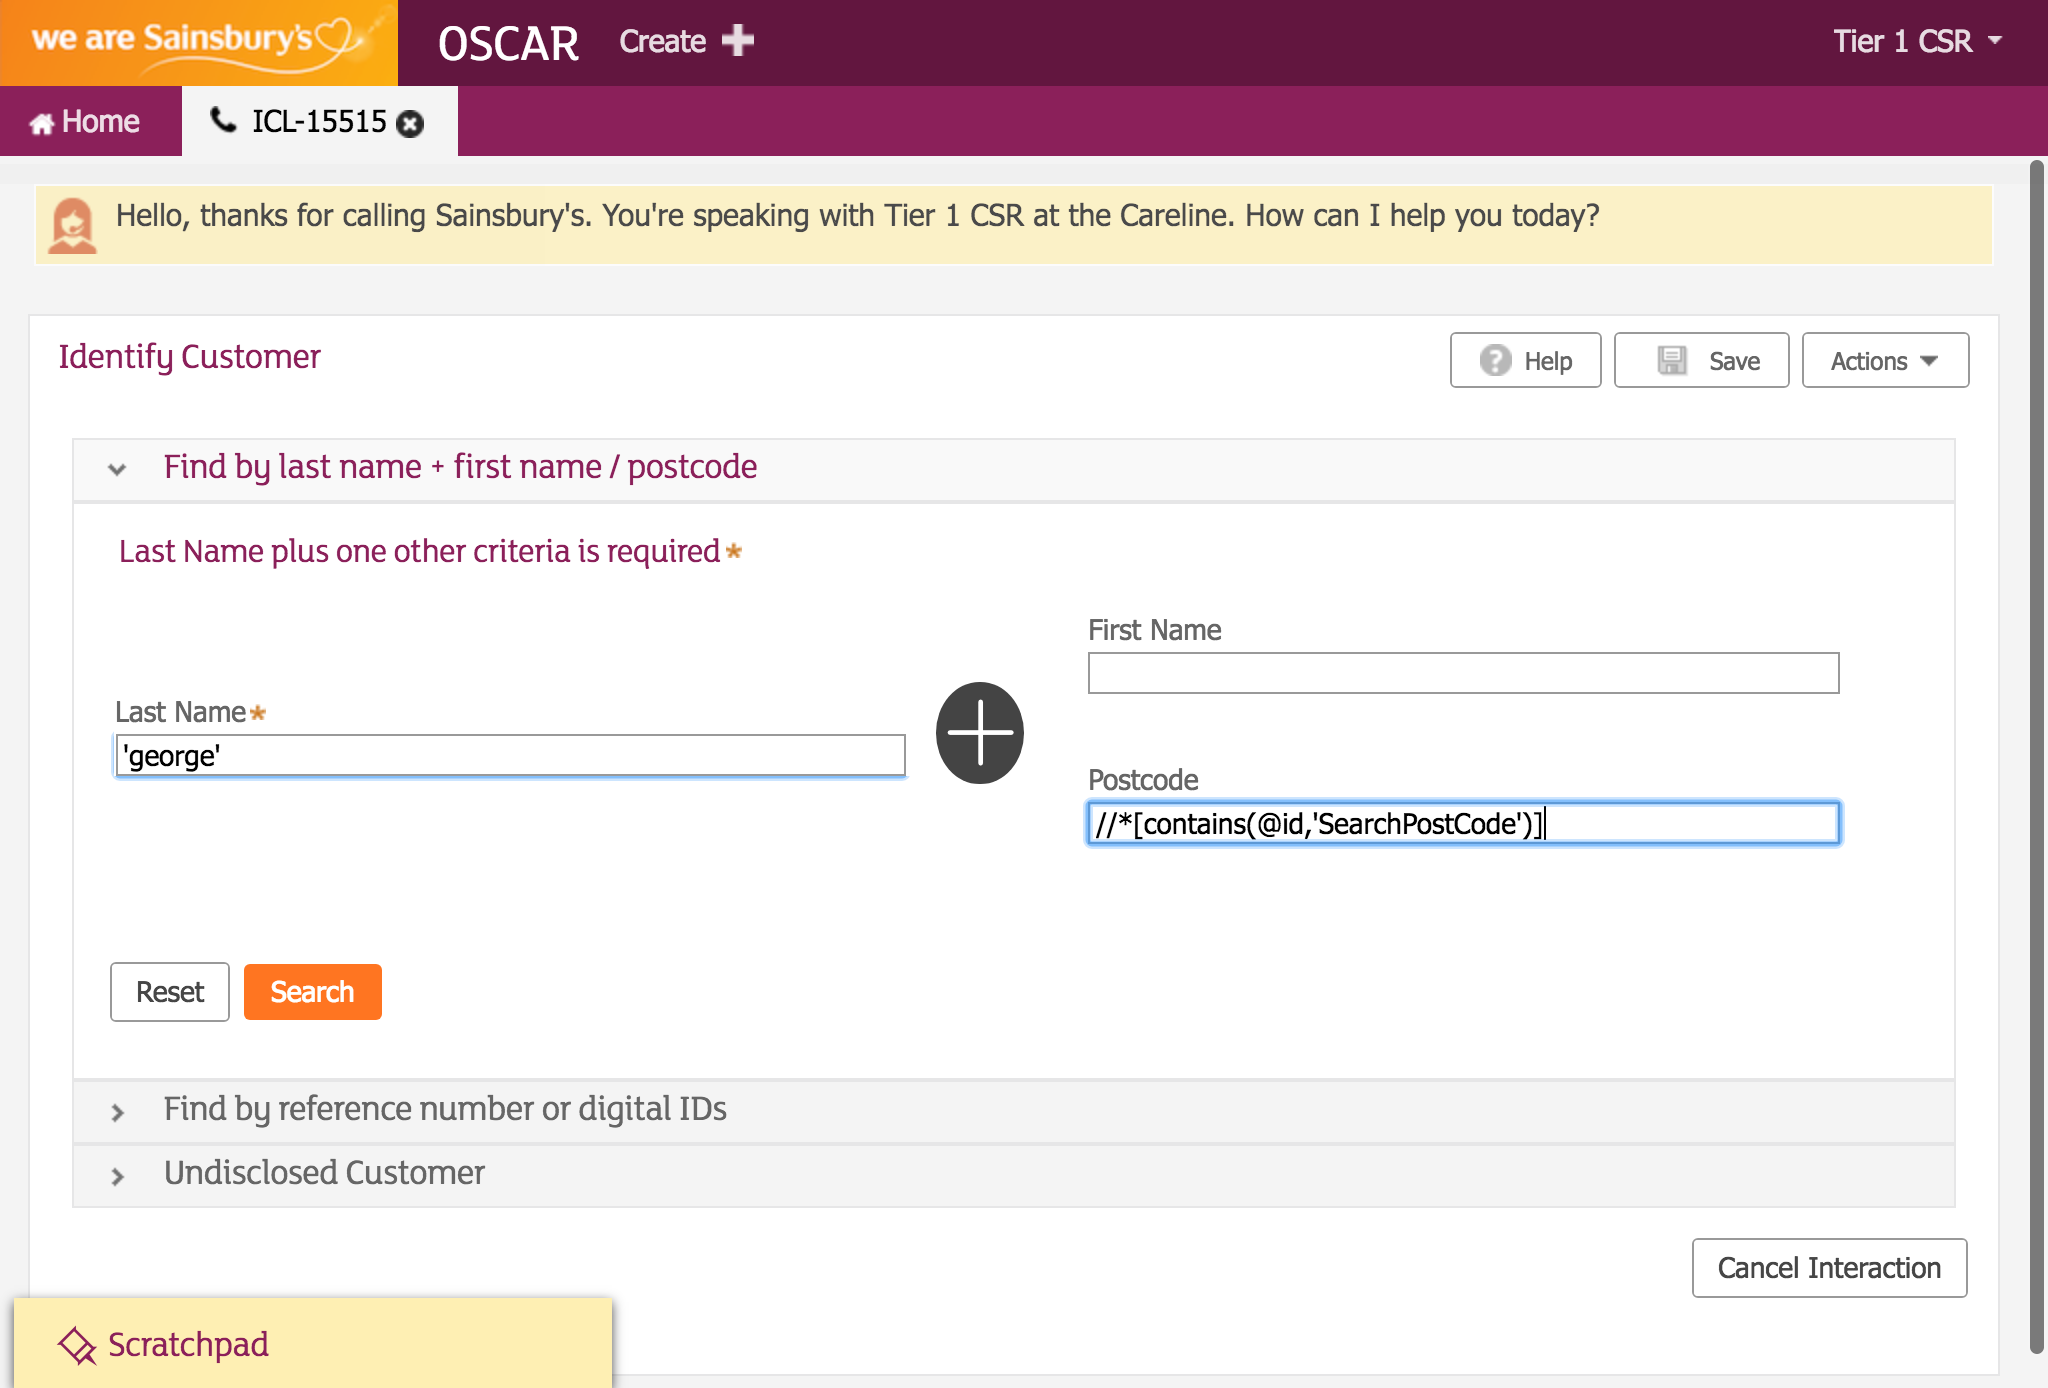 we are Sainsbury's
OSCAR
Create
Tier 1 CSR
Home
ICL-15515
Hello, thanks for calling Sainsbury's. You're speaking with Tier 1 CSR at the Careline. How can I help you today?
Identify Customer
Help
Save
Actions
Find by last name + first name / postcode
Last Name plus one other criteria is required*
First Name
Last Name*
'george'
Postcode
//*[contains(@id,'SearchPostCode')]
Reset
Search
Find by reference number or digital IDs
Undisclosed Customer
Cancel Interaction
Scratchpad